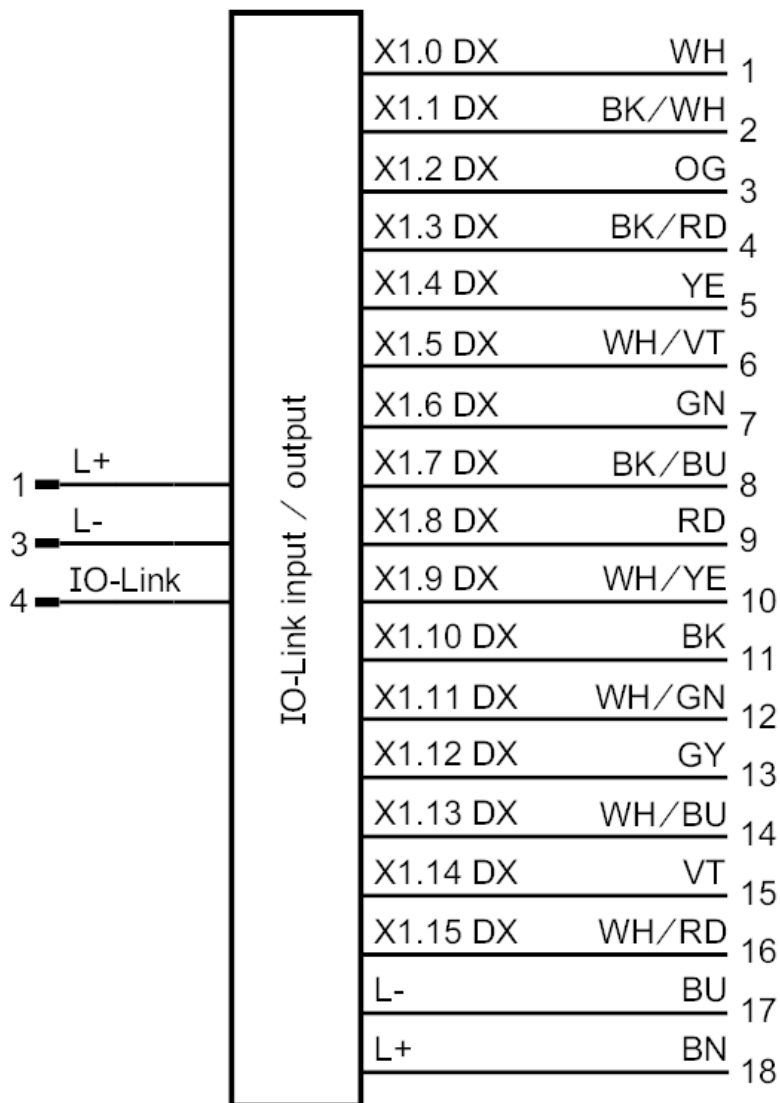 X1.0 DX WH 1
X1.1 DX BK/WH 2
X1.2 DX OG 3
X1.3 DX BK/RD 4
X1.4 DX YE 5
X1.5 DX WH/VT 6
X1.6 DX GN 7
1 L+
X1.7 DX BK/BU 8
3 L-
X1.8 DX RD 9
4 IO-Link
X1.9 DX WH/YE 10
IO-Link input / output
X1.10 DX BK 11
X1.11 DX WH/GN 12
X1.12 DX GY 13
X1.13 DX WH/BU 14
X1.14 DX VT 15
X1.15 DX WH/RD 16
L- BU 17
L+ BN 18